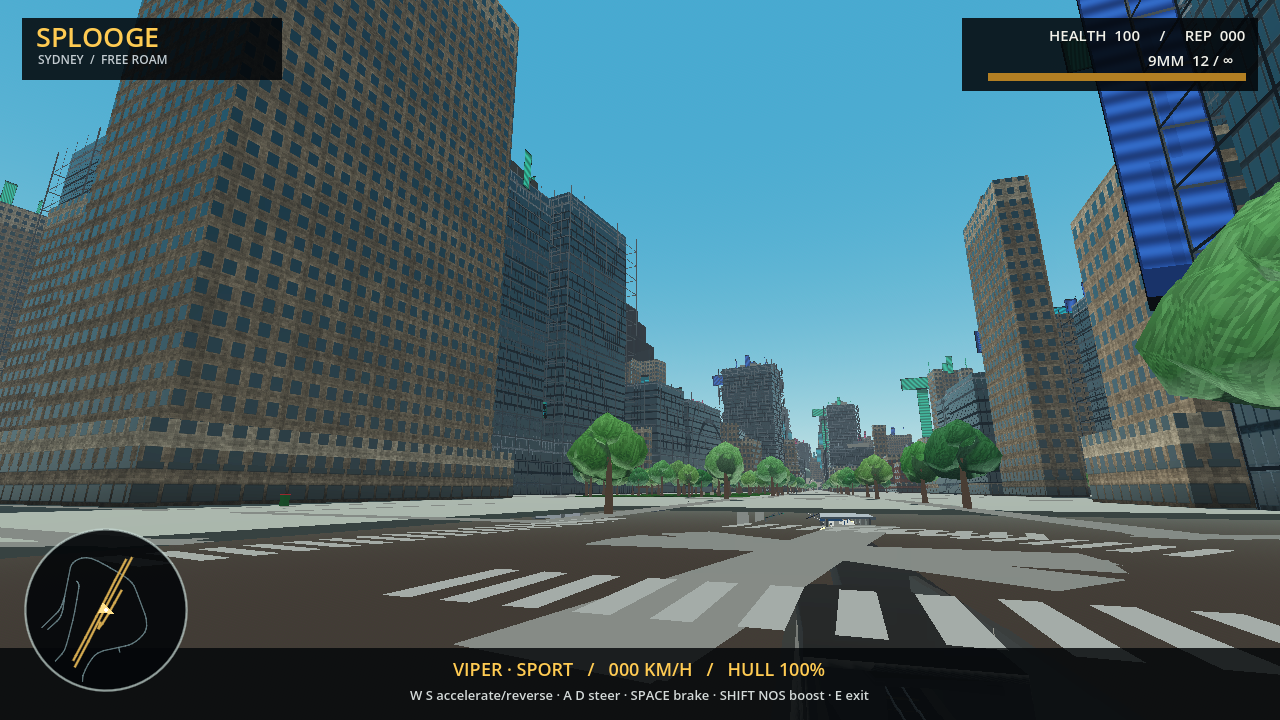 SPLOOGE
SYDNEY / FREE ROAM
HEALTH 100 / REP 000
9MM 12 / ∞
VIPER · SPORT / 000 KM/H / HULL 100%
W S accelerate/reverse · A D steer · SPACE brake · SHIFT NOS boost · E exit